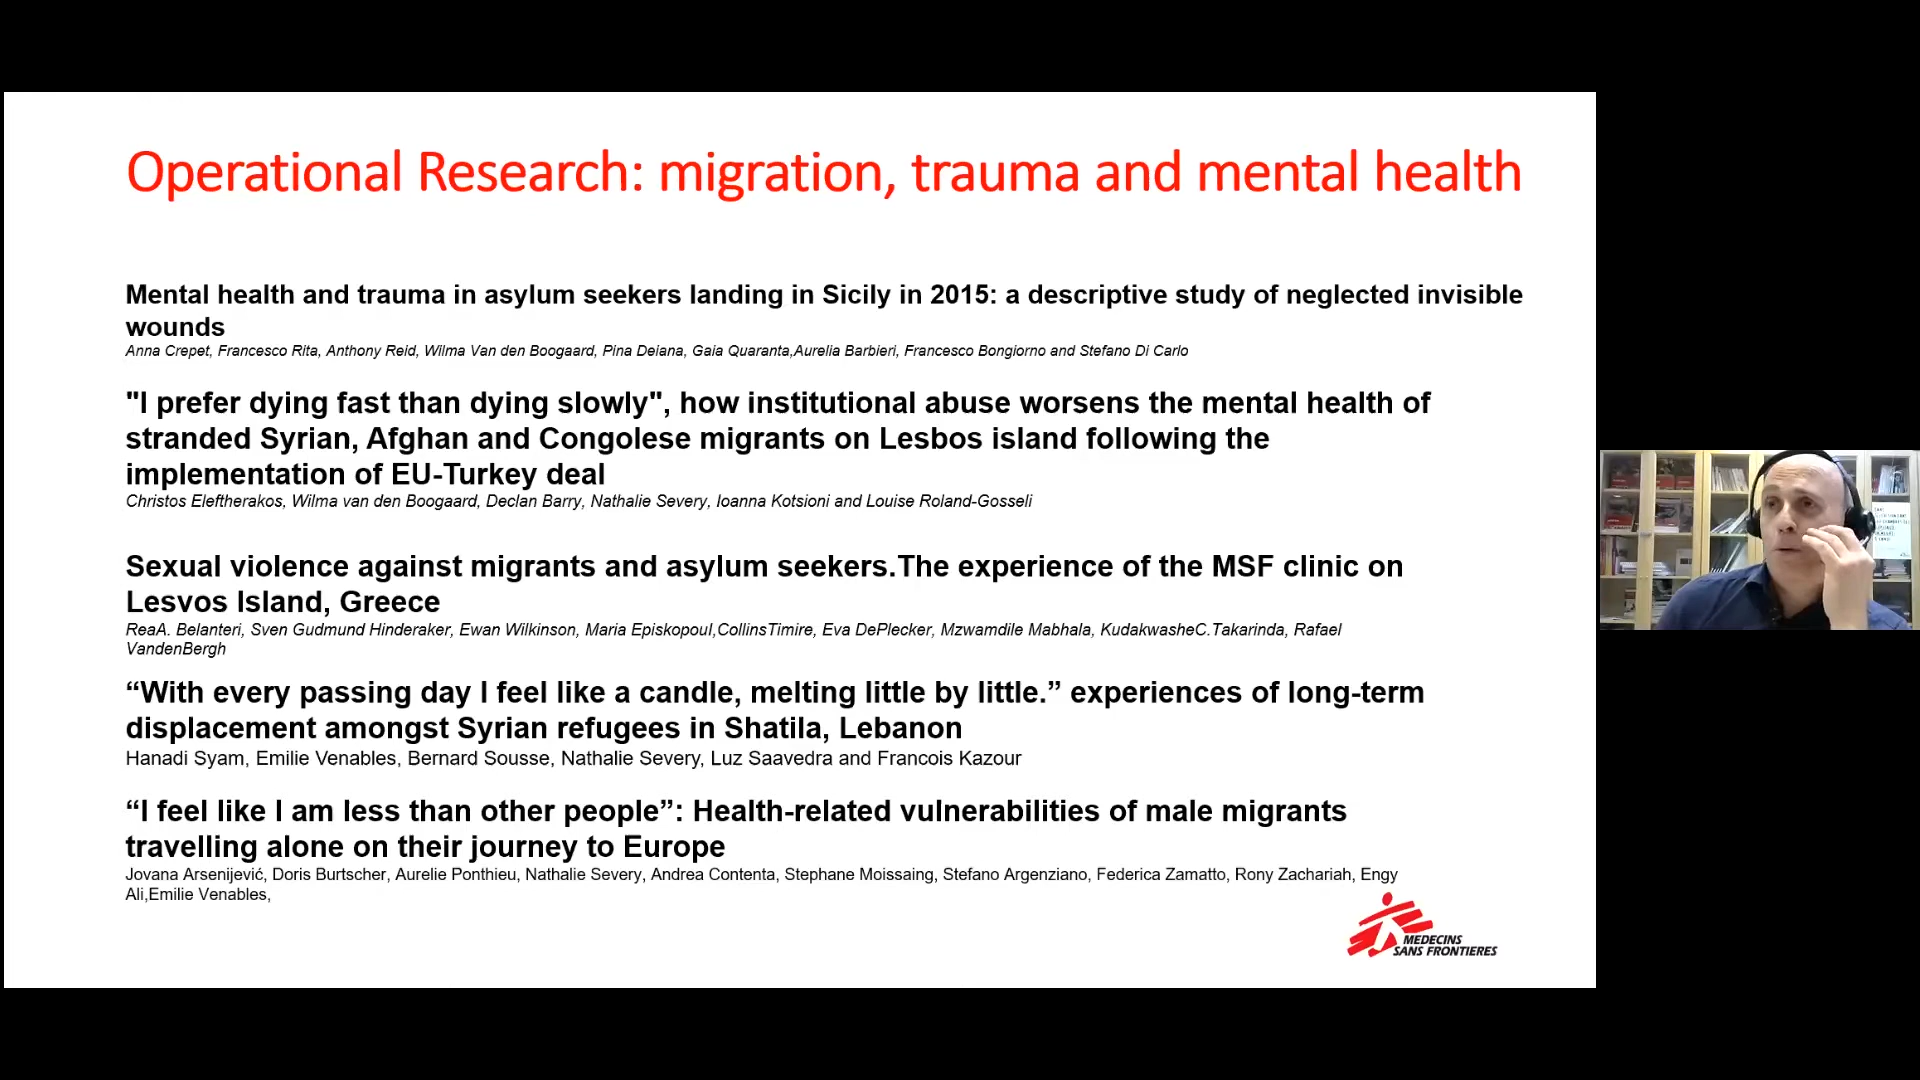 Operational Research: migration, trauma and mental health
Mental health and trauma in asylum seekers landing in Sicily in 2015: a descriptive study of neglected invisible
wounds
Anna Crepet, Francesco Rita, Anthony Reid, Wilma Van den Boogaard, Pina Deiana, Gaia Quaranta,Aurelia Barbieri, Francesco Bongiorno and Stefano Di Carlo
"I prefer dying fast than dying slowly", how institutional abuse worsens the mental health of
stranded Syrian, Afghan and Congolese migrants on Lesbos island following the
implementation of EU-Turkey deal
Christos Eleftherakos, Wilma van den Boogaard, Declan Barry, Nathalie Severy, Ioanna Kotsioni and Louise Roland-Gosseli
Sexual violence against migrants and asylum seekers.The experience of the MSF clinic on
Lesvos Island, Greece
ReaA. Belanteri, Sven Gudmund Hinderaker, Ewan Wilkinson, Maria Episkopoul,CollinsTimire, Eva DePlecker, Mzwamdile Mabhala, KudakwasheC.Takarinda, Rafael
VandenBergh
“With every passing day I feel like a candle, melting little by little.” experiences of long-term
displacement amongst Syrian refugees in Shatila, Lebanon
Hanadi Syam, Emilie Venables, Bernard Sousse, Nathalie Severy, Luz Saavedra and Francois Kazour
“I feel like I am less than other people”: Health-related vulnerabilities of male migrants
travelling alone on their journey to Europe
Jovana Arsenijević, Doris Burtscher, Aurelie Ponthieu, Nathalie Severy, Andrea Contenta, Stephane Moissaing, Stefano Argenziano, Federica Zamatto, Rony Zachariah, Engy
Ali,Emilie Venables,
MEDECINS
SANS FRONTIERES